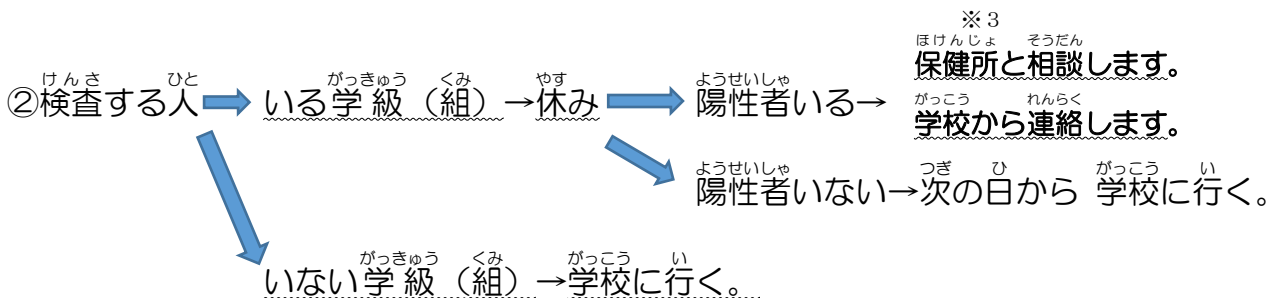 ※3
ほけんじょ そうだん
保健所と相談します。
けんさ ひと がっきゅう くみ やす ようせいしゃ
②検査する人 いる学級（組）→休み 陽性者いる→
がっこう れんらく
学校から連絡します。
ようせいしゃ つぎ ひ がっこう い
陽性者いない→次の日から 学校に行く。
がっきゅう くみ がっこう い
いない学級（組）→学校に行く。